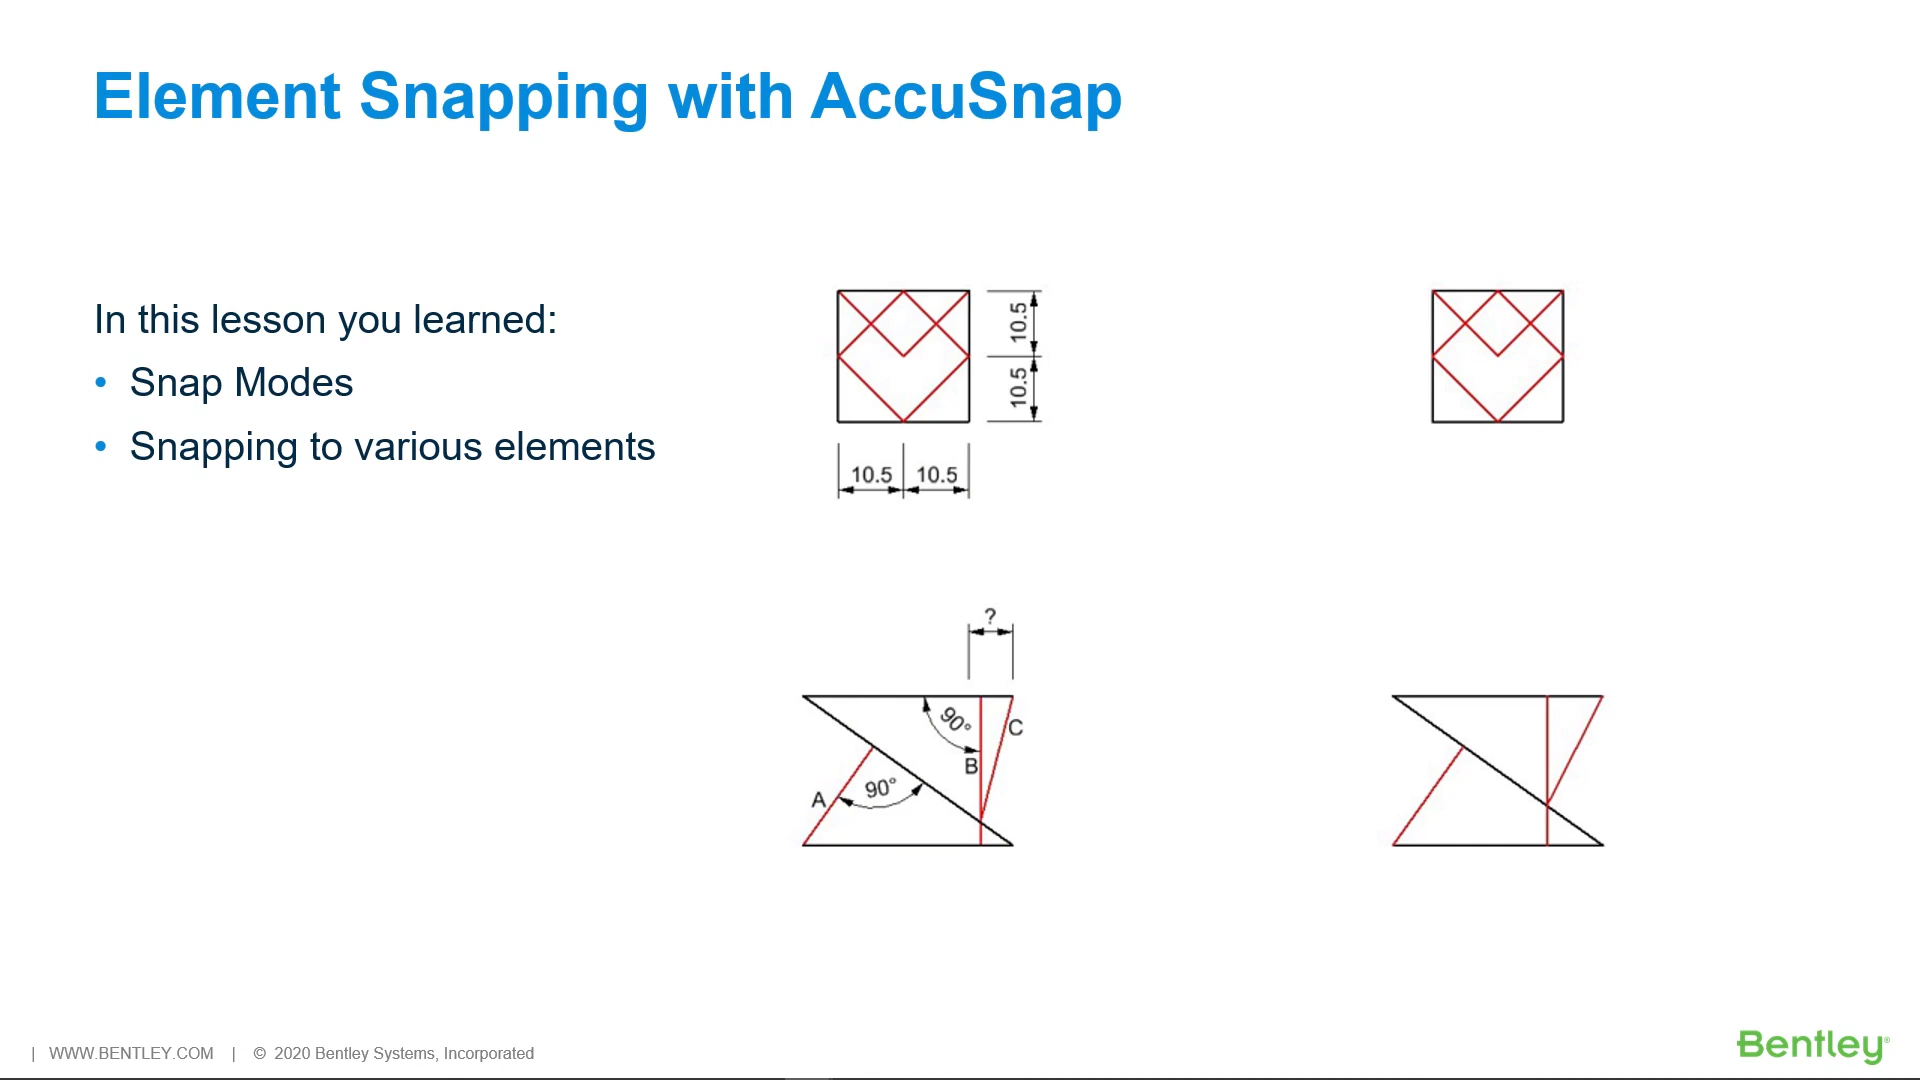 Element Snapping with AccuSnap
In this lesson you learned:
• Snap Modes
• Snapping to various elements
10.5
10.5
10.5 10.5
?
90°
C
B
90°
A
| WWW.BENTLEY.COM | © 2020 Bentley Systems, Incorporated
Bentley®